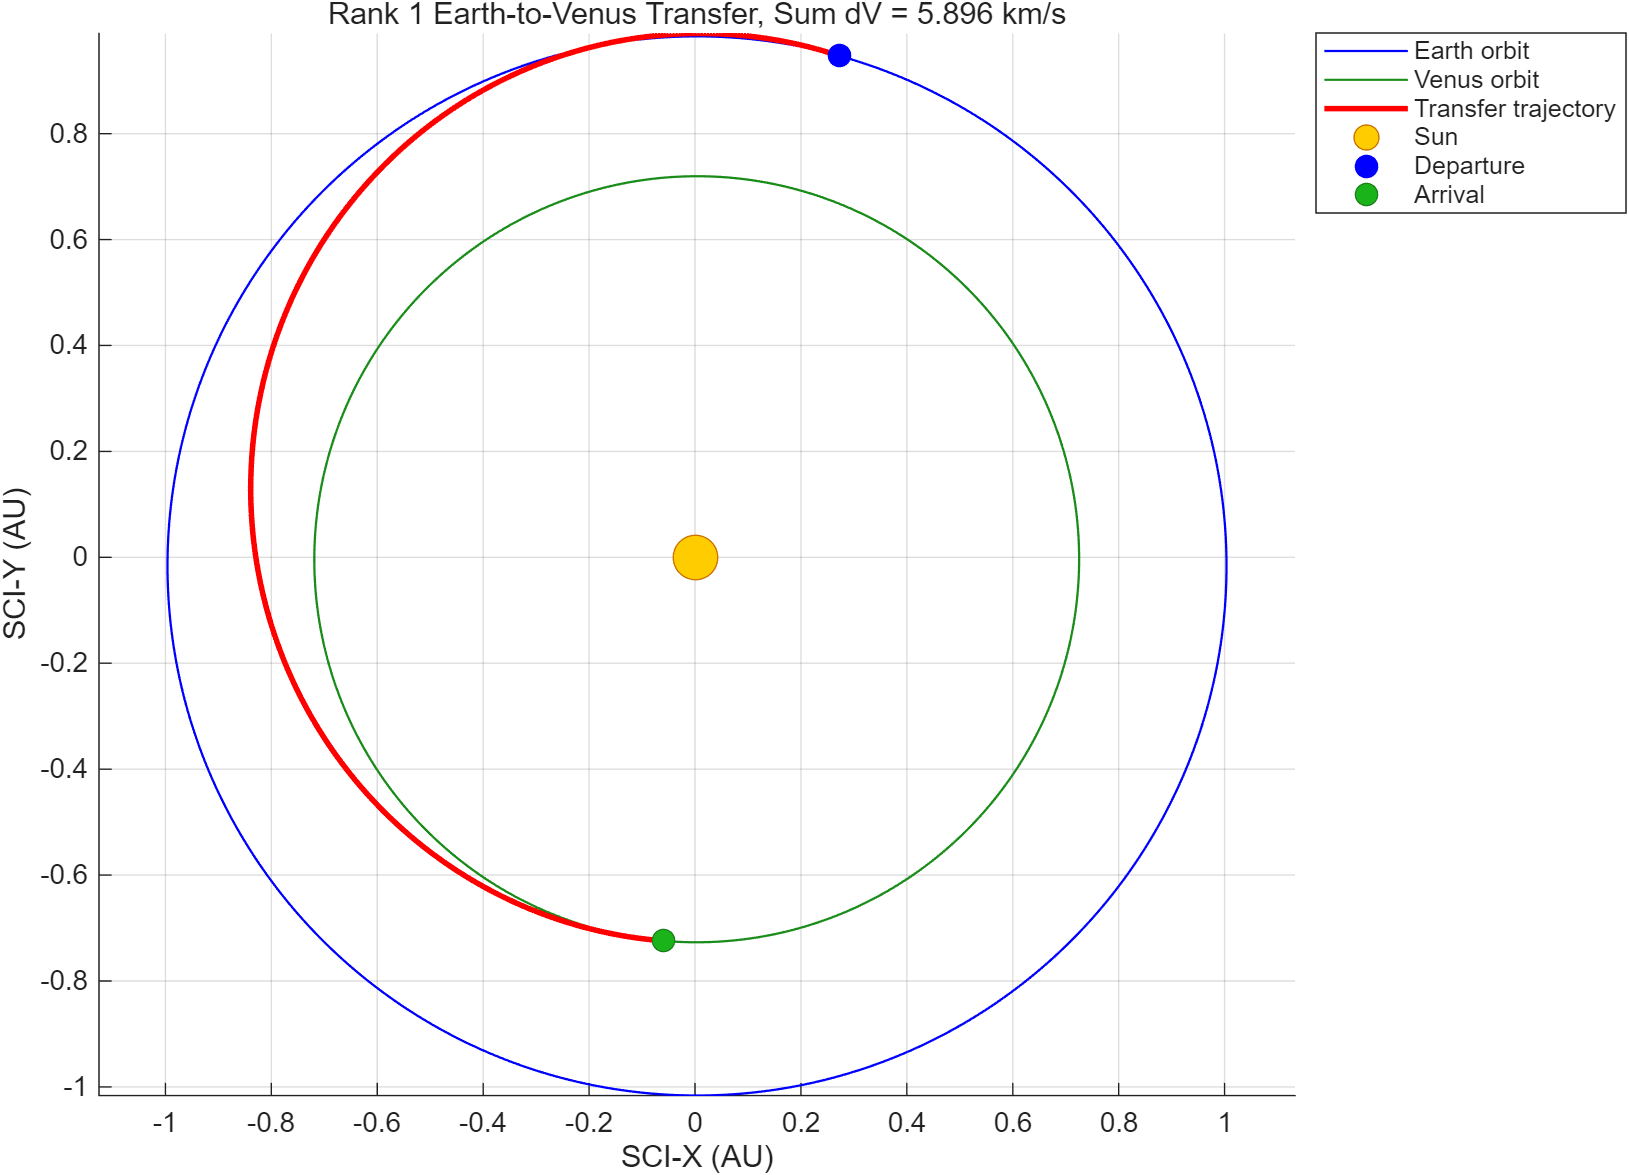 Rank 1 Earth-to-Venus Transfer, Sum dV = 5.896 km/s
Earth orbit
Venus orbit
Transfer trajectory
Sun
Departure
Arrival
SCI-Y (AU)
0.8
0.6
0.4
0.2
0
-0.2
-0.4
-0.6
-0.8
-1
-1 -0.8 -0.6 -0.4 -0.2 0 0.2 0.4 0.6 0.8 1
SCI-X (AU)